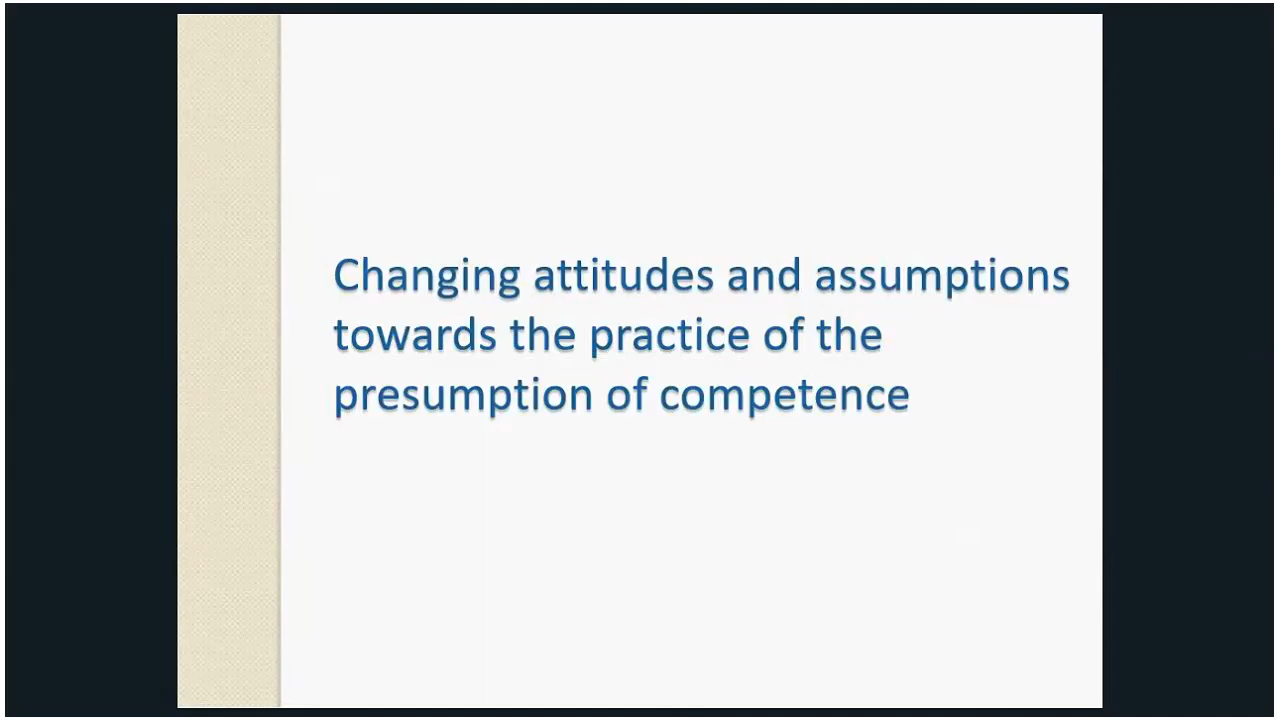 Changing attitudes and assumptions
towards the practice of the
presumption of competence